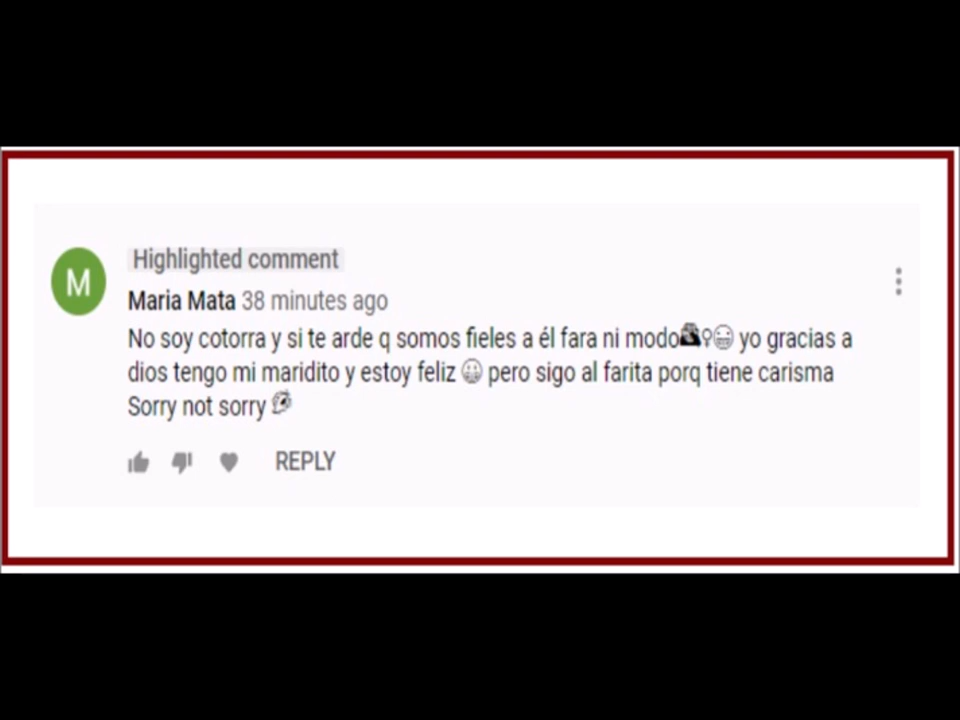 M
Highlighted comment
Maria Mata 38 minutes ago
No soy cotorra y si te arde q somos fieles a él fara ni modo🤷♀😁 yo gracias a
dios tengo mi maridito y estoy feliz 😀 pero sigo al farita porq tiene carisma
Sorry not sorry
REPLY